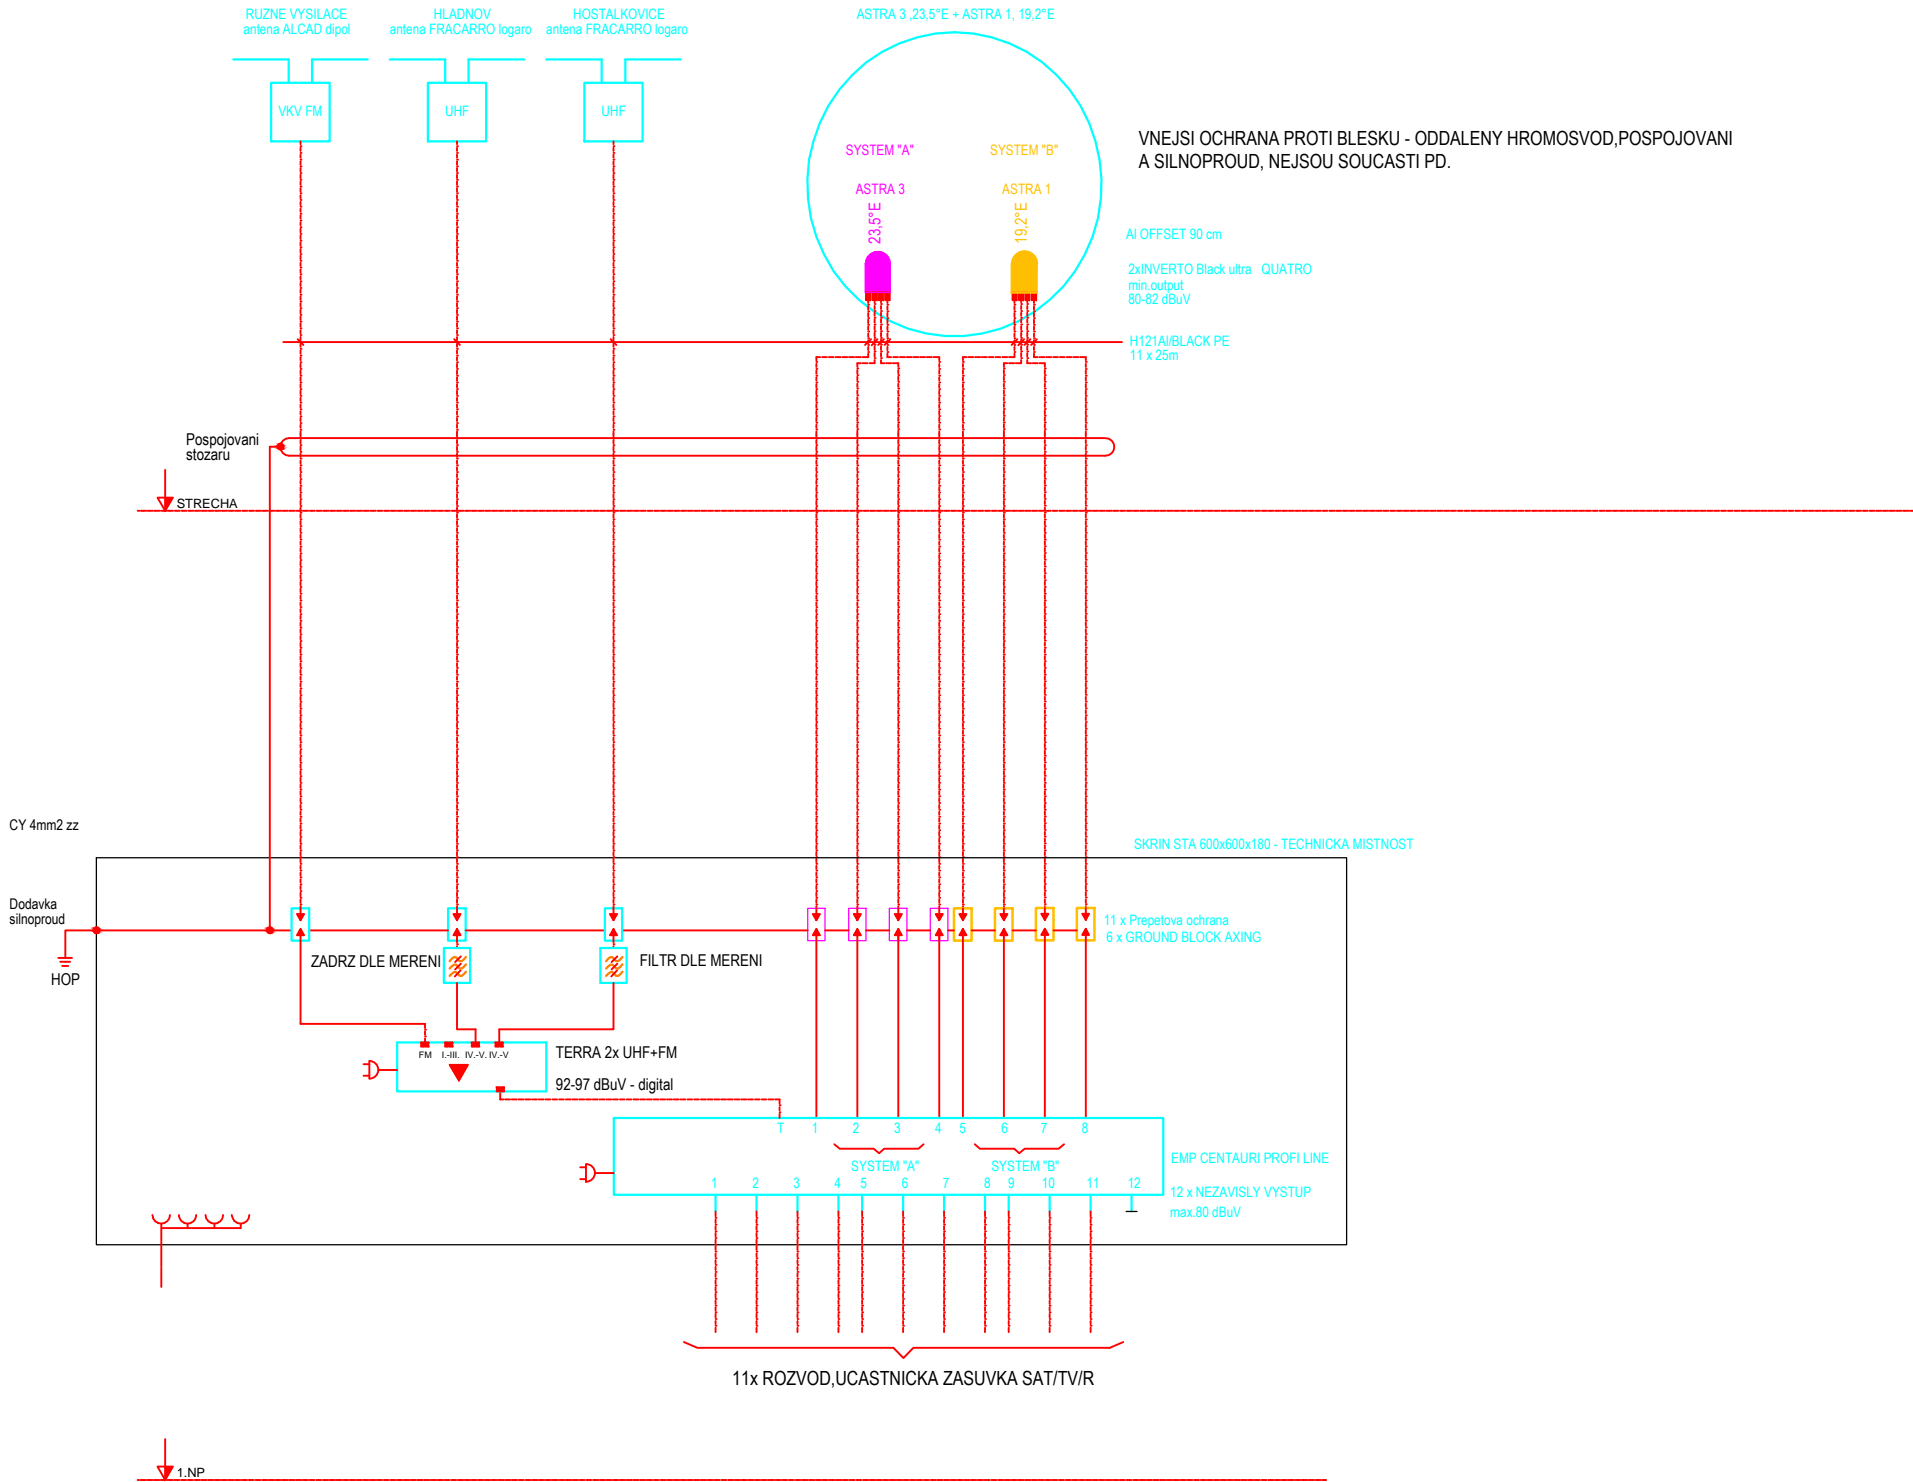 RUZNE VYSILACE
antena ALCAD dipol
HLADNOV
antena FRACARRO logaro
HOSTALKOVICE
antena FRACARRO logaro
ASTRA 3 ,23,5°E + ASTRA 1, 19,2°E
VKV FM
UHF
UHF
SYSTEM "A"
SYSTEM "B"
ASTRA 3
ASTRA 1
23,5°E
19,2°E
VNEJSI OCHRANA PROTI BLESKU - ODDALENY HROMOSVOD,POSPOJOVANI
A SILNOPROUD, NEJSOU SOUCASTI PD.
Al OFFSET 90 cm
2xINVERTO Black ultra QUATRO
min.output
80-82 dBuV
H121Al/BLACK PE
11 x 25m
Pospojovani
stozaru
STRECHA
CY 4mm2 zz
SKRIN STA 600x600x180 - TECHNICKA MISTNOST
Dodavka
silnoproud
HOP
11 x Prepetova ochrana
6 x GROUND BLOCK AXING
ZADRZ DLE MERENI
FILTR DLE MERENI
FM I.-III. IV.-V. IV.-V
TERRA 2x UHF+FM
92-97 dBuV - digital
T 1 2 3 4 5 6 7 8
SYSTEM "A"
SYSTEM "B"
1 2 3 4 5 6 7 8 9 10 11 12
EMP CENTAURI PROFI LINE
12 x NEZAVISLY VYSTUP
max.80 dBuV
11x ROZVOD,UCASTNICKA ZASUVKA SAT/TV/R
1.NP